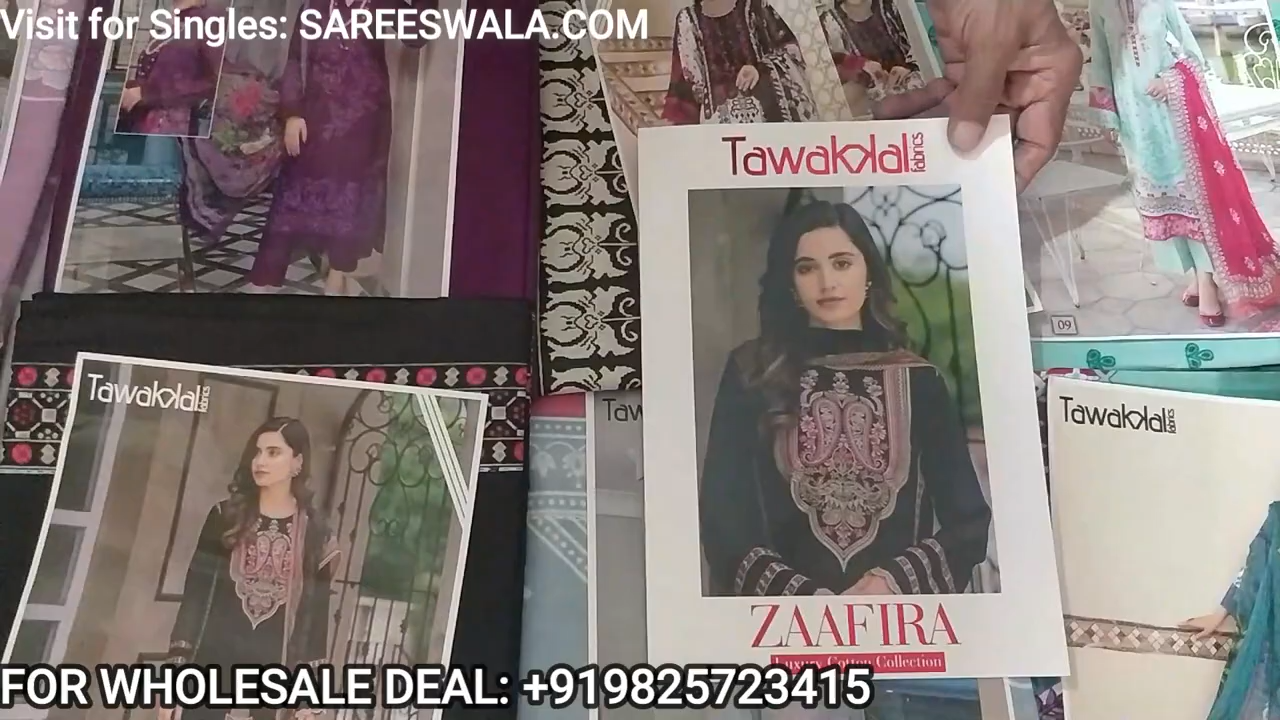 Visit for Singles: SAREESWALA.COM
Tawakkal fabrics
09
Tawakkal fabrics
Taw
Tawakkal fabrics
ZAAFIRA
Luxury Cotton Collection
FOR WHOLESALE DEAL: +919825723415